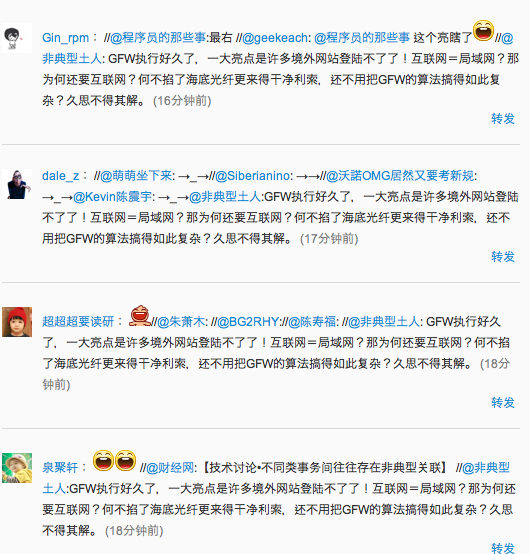 Gin_rpm： //@程序员的那些事:最右 //@geekeach: @程序员的那些事 这个亮瞎了//@
非典型土人: GFW执行好久了，一大亮点是许多境外网站登陆不了了！互联网＝局域网？那
为何还要互联网？何不掐了海底光纤更来得干净利索，还不用把GFW的算法搞得如此复
杂？久思不得其解。 (16分钟前)
转发
dale_z： //@萌萌坐下来: →_→//@Siberianino: →→//@沃諾OMG居然又要考新规:
→_→@Kevin陈震宇: →_→@非典型土人:GFW执行好久了，一大亮点是许多境外网站登陆
不了了！互联网＝局域网？那为何还要互联网？何不掐了海底光纤更来得干净利索，还不
用把GFW的算法搞得如此复杂？久思不得其解。 (17分钟前)
转发
超超超要读研： //@朱萧木: //@BG2RHY://@陈寿福: //@非典型土人: GFW执行好久
了，一大亮点是许多境外网站登陆不了了！互联网＝局域网？那为何还要互联网？何不掐
了海底光纤更来得干净利索，还不用把GFW的算法搞得如此复杂？久思不得其解。 (18分
钟前)
转发
泉聚轩： //@财经网:【技术讨论•不同类事务间往往存在非典型关联】 //@非典型
土人:GFW执行好久了，一大亮点是许多境外网站登陆不了了！互联网＝局域网？那为何还
要互联网？何不掐了海底光纤更来得干净利索，还不用把GFW的算法搞得如此复杂？久思
不得其解。 (18分钟前)
转发